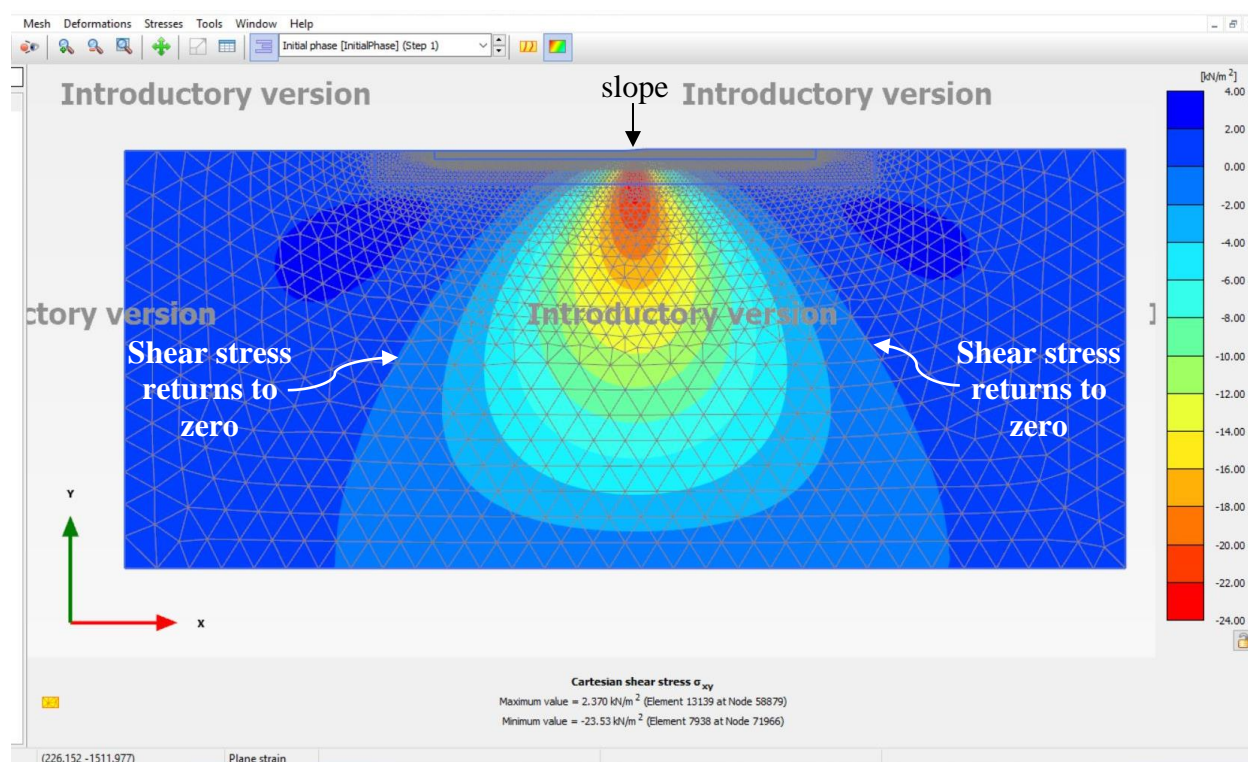 Mesh Deformations Stresses Tools Window Help
Initial phase [InitialPhase] (Step 1)
slope
Introductory version Introductory version
[kN/m²]
4.00
2.00
0.00
-2.00
-4.00
-6.00
-8.00
-10.00
-12.00
-14.00
-16.00
-18.00
-20.00
-22.00
-24.00
ctory version Introductory version
Shear stress
returns to
zero
Shear stress
returns to
zero
Y
X
Cartesian shear stress σxy
Maximum value = 2.370 kN/m² (Element 13139 at Node 58879)
Minimum value = -23.53 kN/m² (Element 7938 at Node 71966)
(226.152 -1511.977) Plane strain